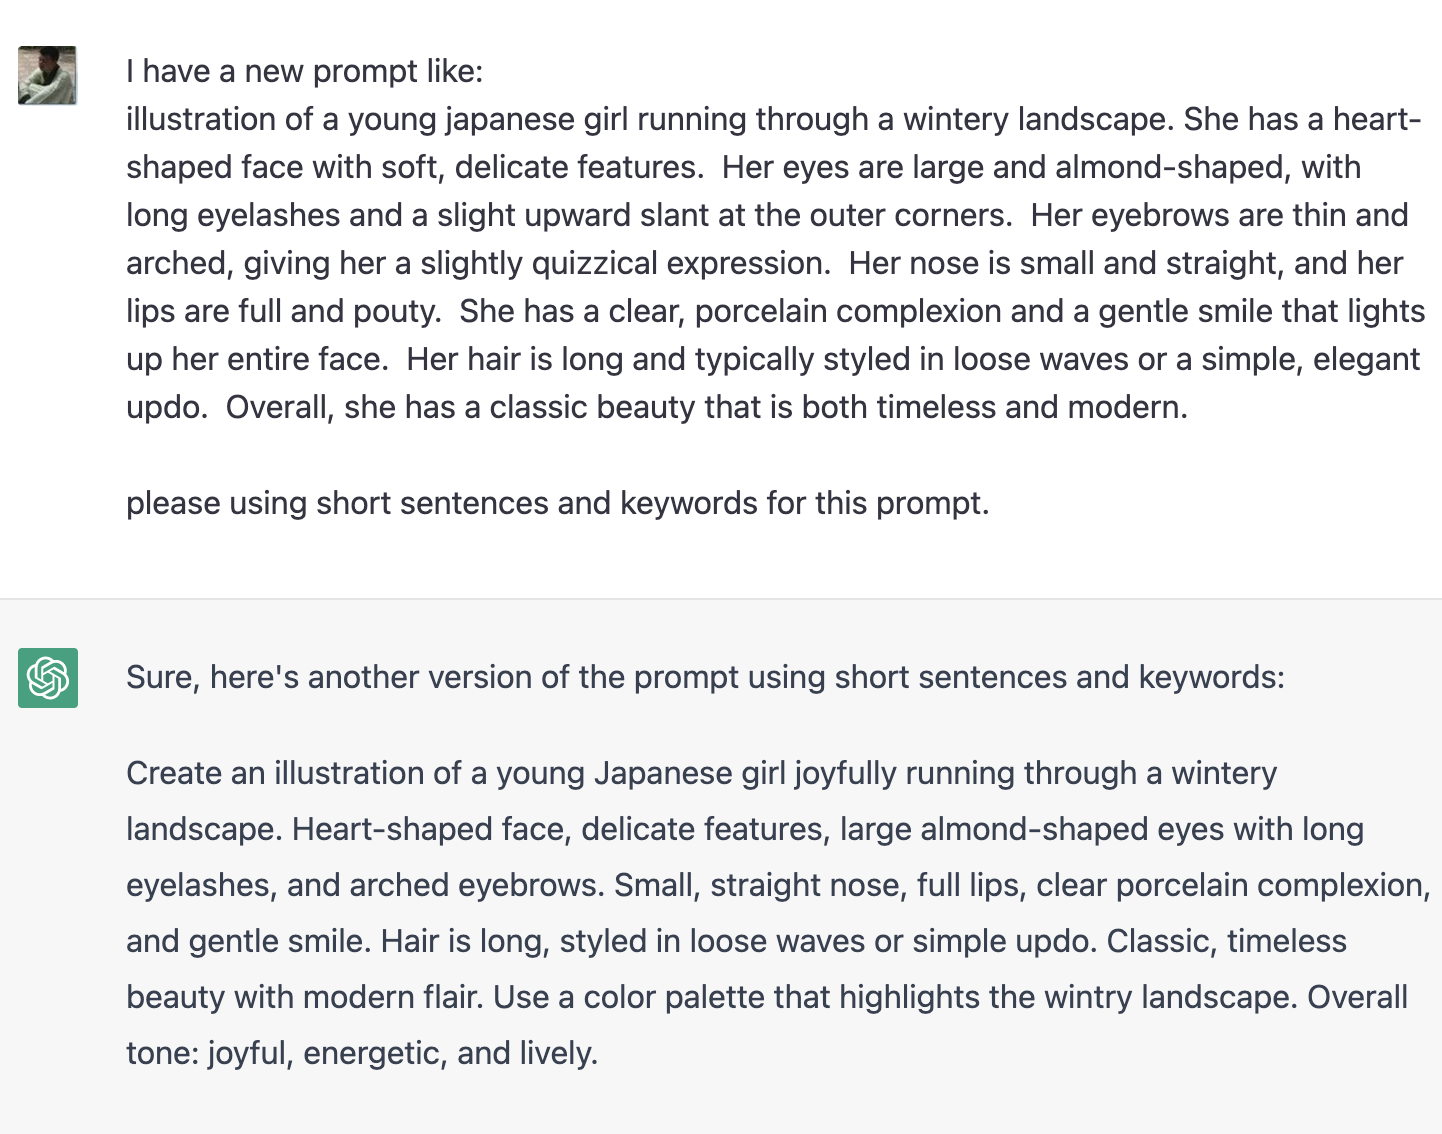 I have a new prompt like:
illustration of a young japanese girl running through a wintery landscape. She has a heart-
shaped face with soft, delicate features.  Her eyes are large and almond-shaped, with
long eyelashes and a slight upward slant at the outer corners.  Her eyebrows are thin and
arched, giving her a slightly quizzical expression.  Her nose is small and straight, and her
lips are full and pouty.  She has a clear, porcelain complexion and a gentle smile that lights
up her entire face.  Her hair is long and typically styled in loose waves or a simple, elegant
updo.  Overall, she has a classic beauty that is both timeless and modern.
please using short sentences and keywords for this prompt.
Sure, here's another version of the prompt using short sentences and keywords:
Create an illustration of a young Japanese girl joyfully running through a wintery
landscape. Heart-shaped face, delicate features, large almond-shaped eyes with long
eyelashes, and arched eyebrows. Small, straight nose, full lips, clear porcelain complexion,
and gentle smile. Hair is long, styled in loose waves or simple updo. Classic, timeless
beauty with modern flair. Use a color palette that highlights the wintry landscape. Overall
tone: joyful, energetic, and lively.